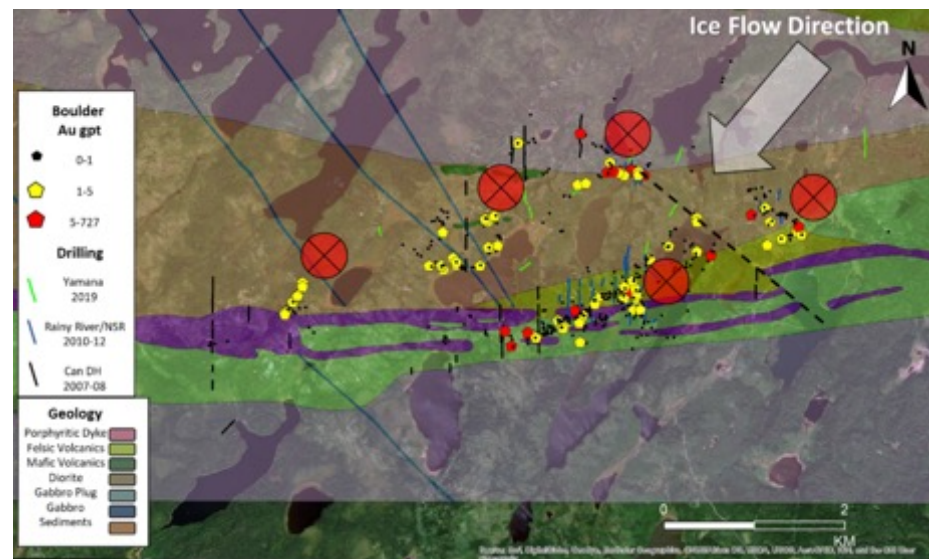 Ice Flow Direction
N
Boulder
Au gpt
0-1
1-5
5-727
Drilling
Yamana
2019
Rainy River/NSR
2010-12
Can DH
2007-08
Geology
Porphyritic Dyke
Felsic Volcanics
Mafic Volcanics
Diorite
Gabbro Plug
Gabbro
Sediments
0
2
KM